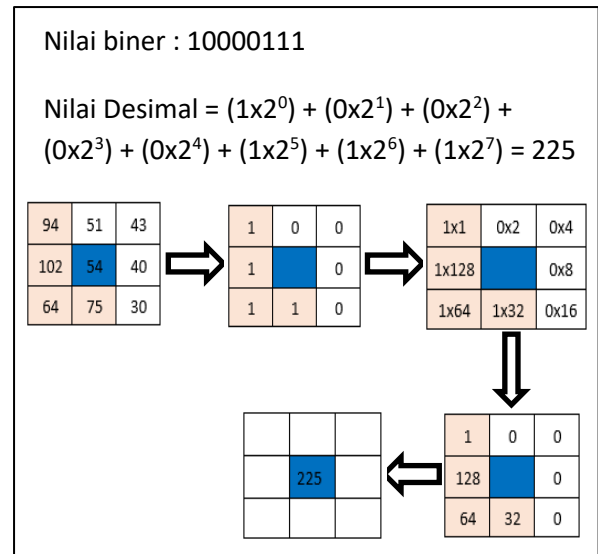 Nilai biner : 10000111
Nilai Desimal = (1x2⁰) + (0x2¹) + (0x2²) +
(0x2³) + (0x2⁴) + (1x2⁵) + (1x2⁶) + (1x2⁷) = 225
94 51 43
102 54 40
64 75 30
1 0 0
1 0
1 1 0
1x1 0x2 0x4
1x128 0x8
1x64 1x32 0x16
225
1 0 0
128 0
64 32 0